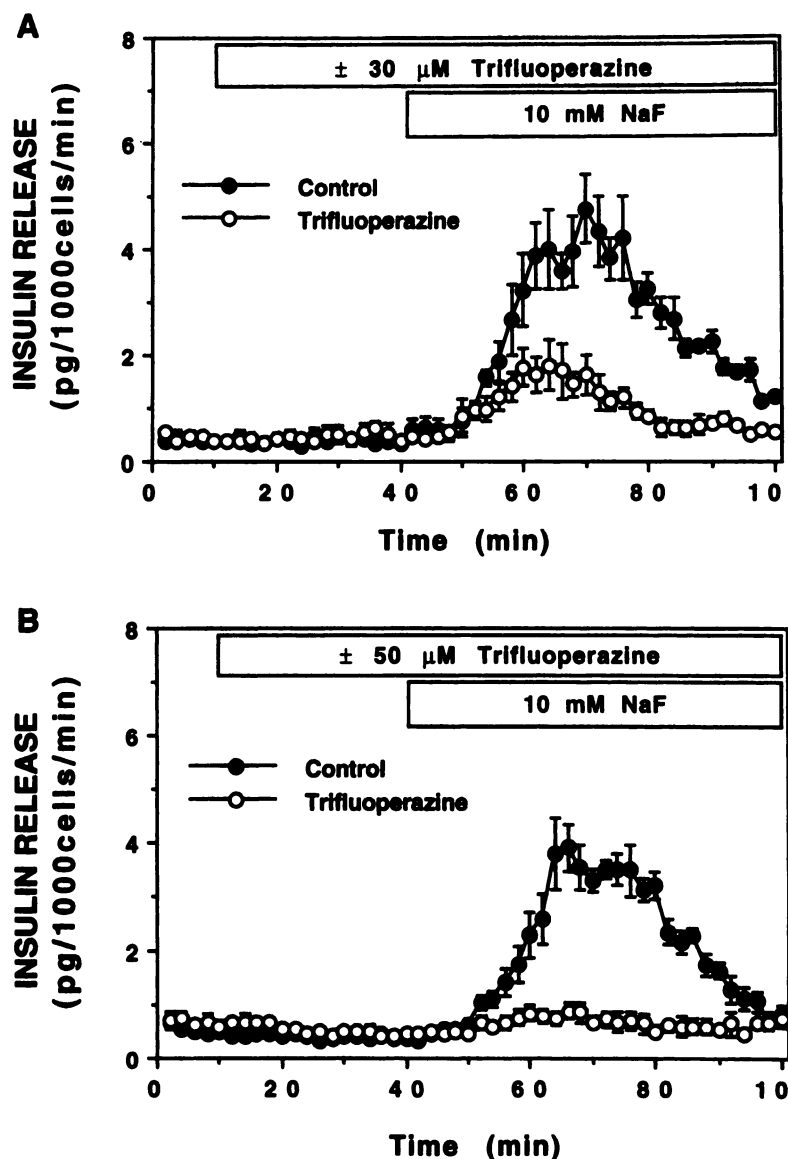 A
8
± 30 µM Trifluoperazine
10 mM NaF
6
Control
Trifluoperazine
4
2
0
INSULIN RELEASE
(pg/1000cells/min)
0 20 40 60 80 10
Time (min)
B
8
± 50 µM Trifluoperazine
10 mM NaF
6
Control
Trifluoperazine
4
2
0
INSULIN RELEASE
(pg/1000cells/min)
0 20 40 60 80 10
Time (min)